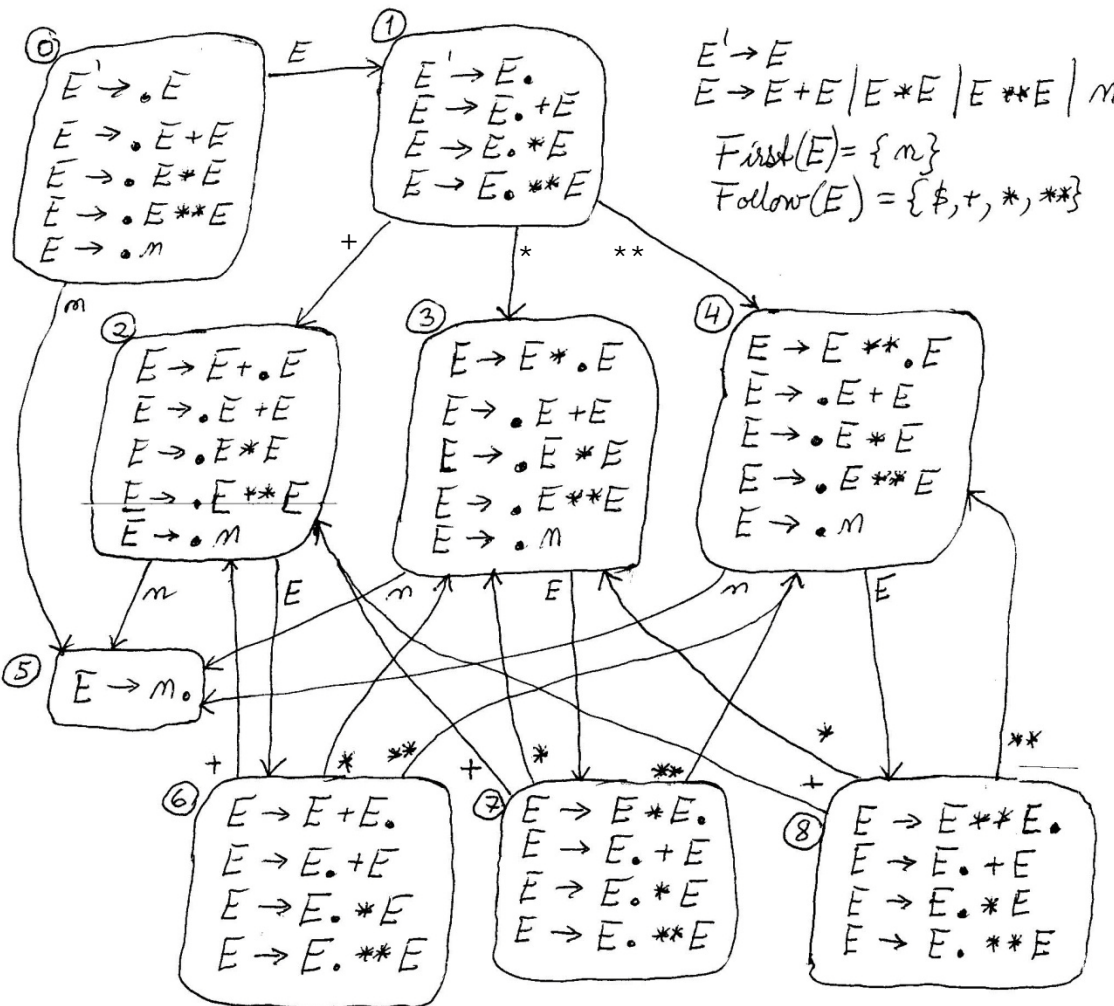 0
E' → .E
E → .E+E
E → .E*E
E → .E**E
E → .n
E
1
E' → E.
E → E.+E
E → E.*E
E → E.**E
E' → E
E → E+E | E*E | E**E | n
First(E) = {n}
Follow(E) = {$, +, *, **}
n
+
*
**
2
E → E+.E
E → .E+E
E → .E*E
E → .E**E
E → .n
3
E → E*.E
E → .E+E
E → .E*E
E → .E**E
E → .n
4
E → E**.E
E → .E+E
E → .E*E
E → .E**E
E → .n
n
E
n
E
n
E
5
E → n.
+
*
**
+
*
**
+
*
**
6
E → E+E.
E → E.+E
E → E.*E
E → E.**E
7
E → E*E.
E → E.+E
E → E.*E
E → E.**E
8
E → E**E.
E → E.+E
E → E.*E
E → E.**E